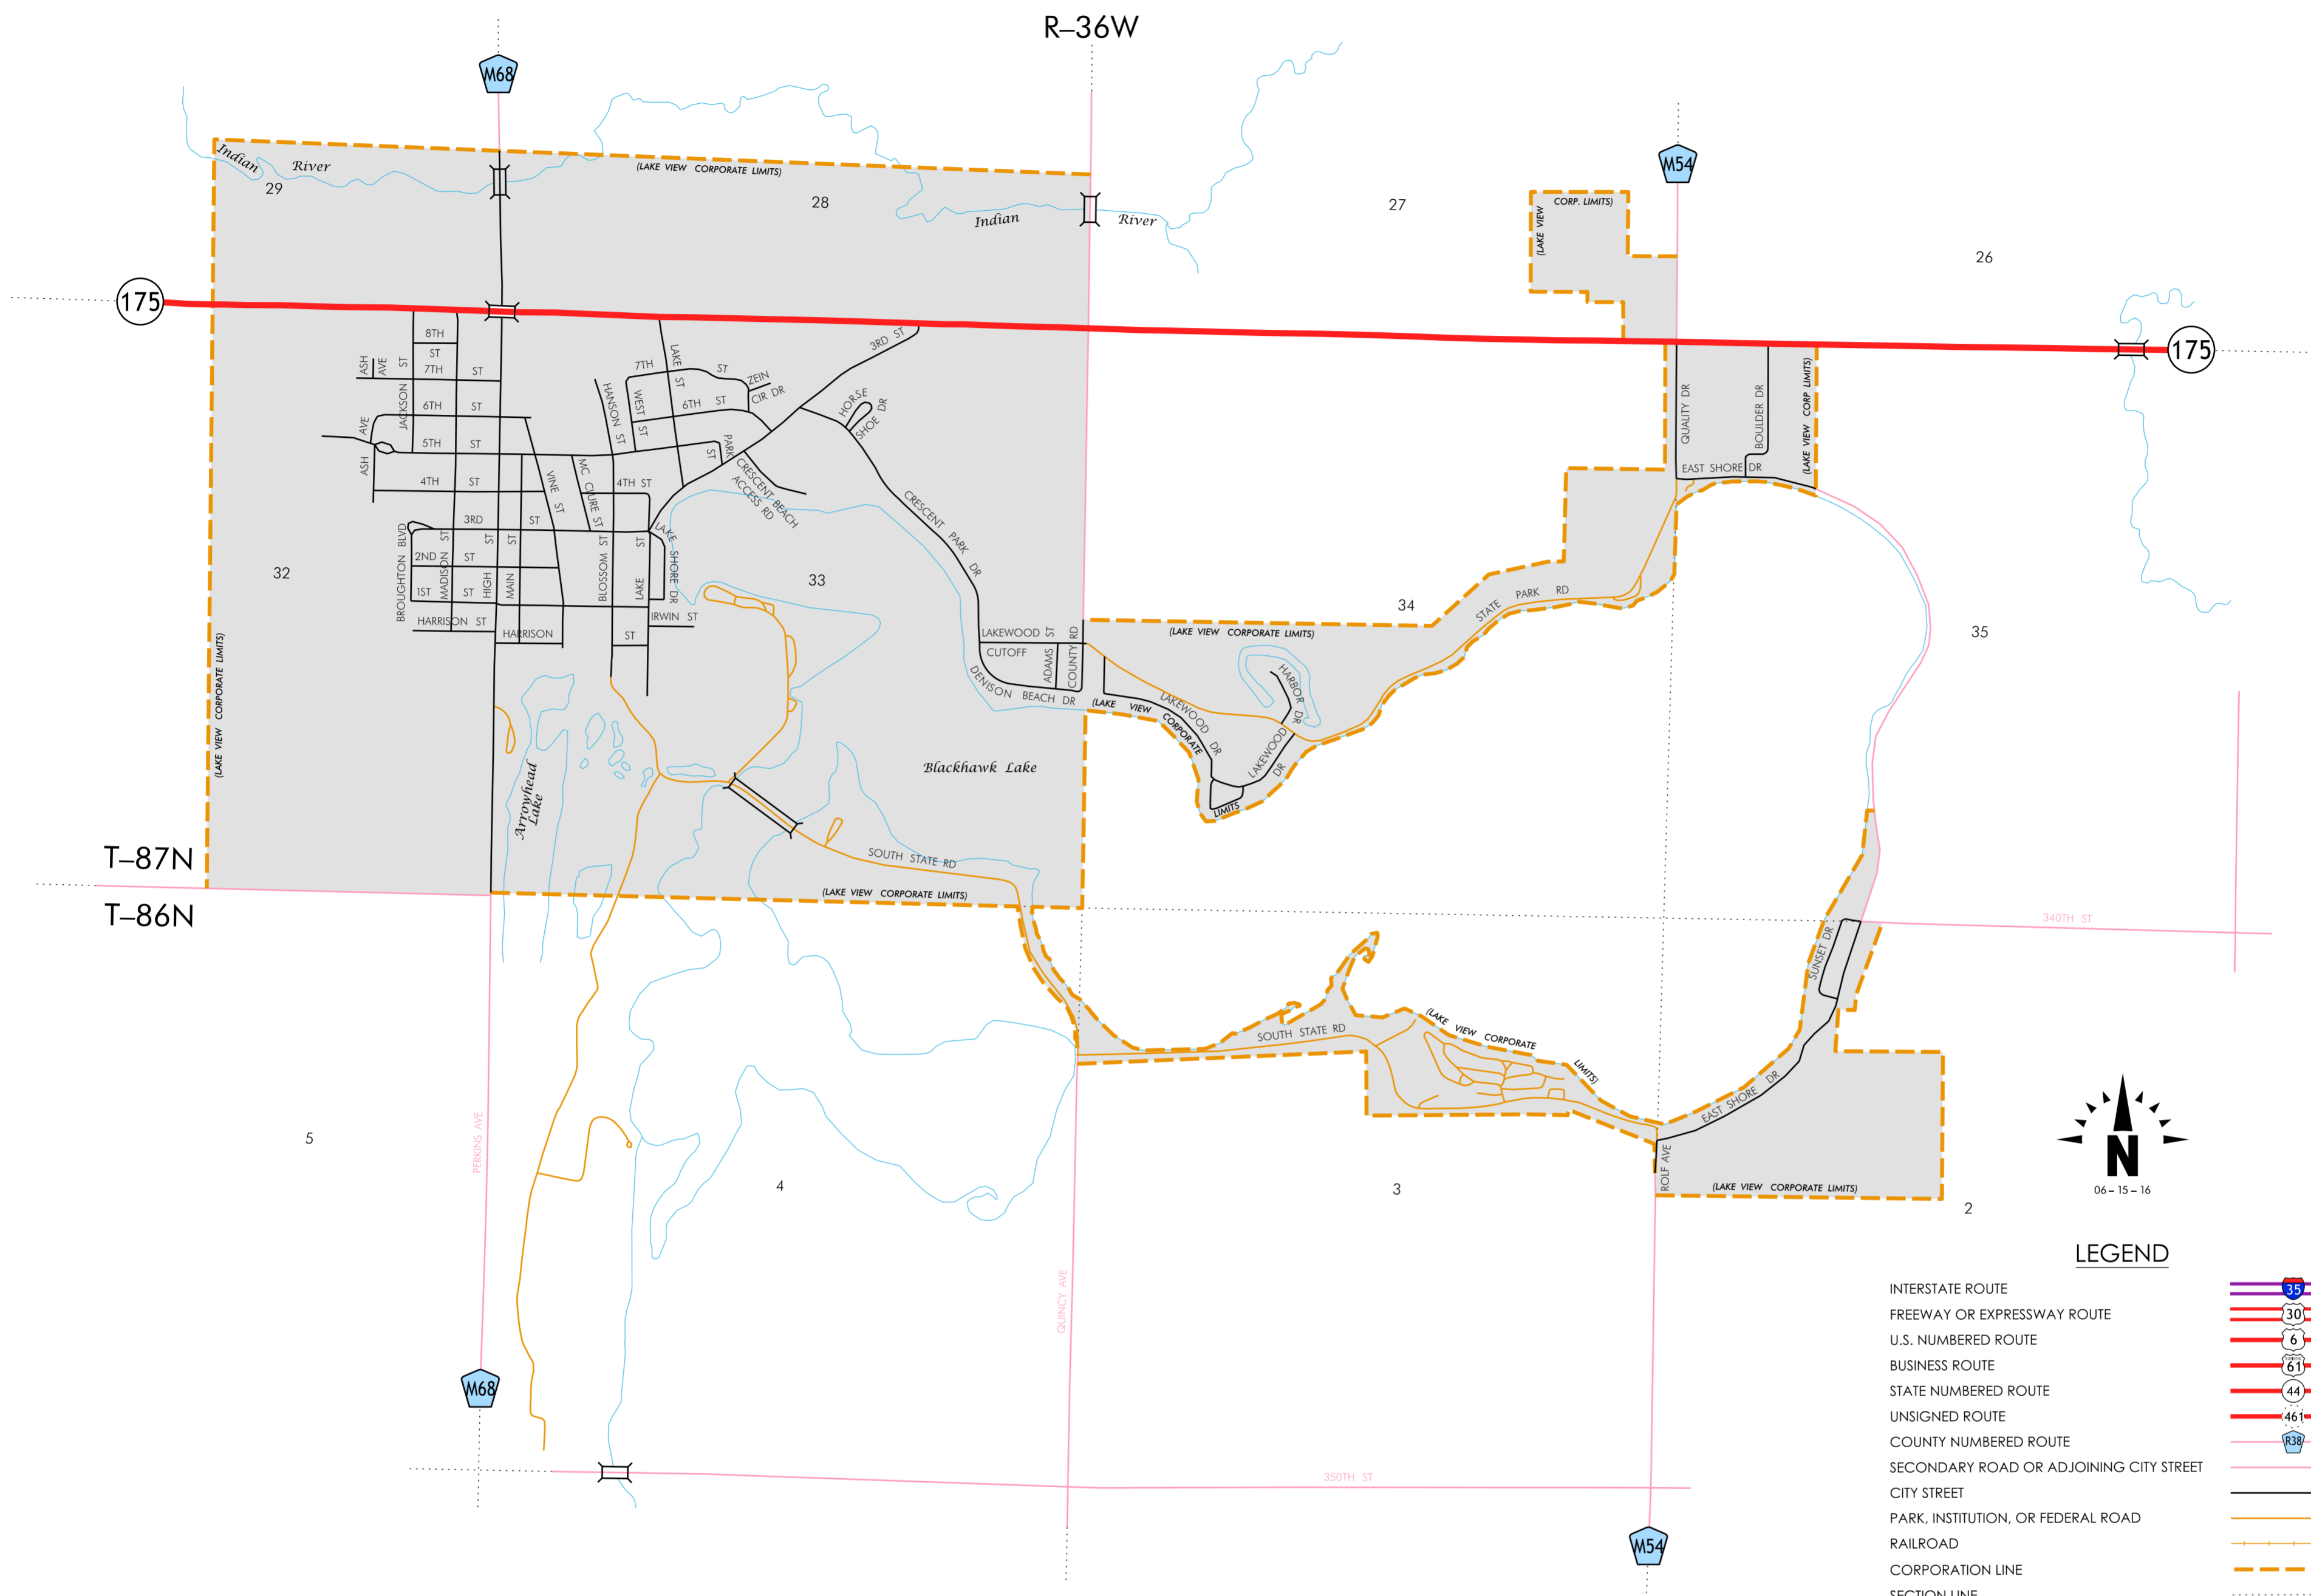 R–36W
M68
M54
Indian River
29
(LAKE VIEW CORPORATE LIMITS)
28
Indian River
27
(LAKE VIEW
CORP. LIMITS)
26
175
175
8TH
ST
7TH ST
ASH
AVE
ST
JACKSON
6TH ST
5TH ST
4TH ST
AVE
ASH
3RD ST
2ND ST
1ST ST
HARRISON ST
HARRISON ST
BROUGHTON BLVD
MADISON ST
HIGH ST
MAIN ST
VINE ST
MC CLURE ST
BLOSSOM ST
LAKE ST
4TH ST
HANSON ST
WEST ST
LAKE ST
7TH ST
6TH ST
ZEIN
CIR DR
3RD ST
HORSE
SHOE DR
PARK
ST
CRESCENT BEACH
ACCESS RD
LAKE SHORE DR
IRWIN ST
CRESCENT PARK DR
LAKEWOOD
CUTOFF
ADAMS ST
COUNTY RD
DENISON BEACH DR
QUALITY DR
BOULDER DR
(LAKE VIEW CORP LIMITS)
EAST SHORE DR
32
33
34
35
(LAKE VIEW CORPORATE LIMITS)
(LAKE VIEW CORPORATE LIMITS)
STATE PARK RD
HARBOR DR
LAKEWOOD DR
LAKEWOOD
DR
(LAKE VIEW CORPORATE
LIMITS
Blackhawk Lake
Arrowhead
Lake
T–87N
T–86N
SOUTH STATE RD
(LAKE VIEW CORPORATE LIMITS)
340TH ST
SUNSET DR
SOUTH STATE RD
(LAKE VIEW CORPORATE LIMITS)
EAST SHORE DR
ROLF AVE
(LAKE VIEW CORPORATE LIMITS)
PERKINS AVE
QUINCY AVE
5
4
3
2
350TH ST
M68
M54
N
06–15–16
LEGEND
INTERSTATE ROUTE 35
FREEWAY OR EXPRESSWAY ROUTE 30
U.S. NUMBERED ROUTE 6
BUSINESS ROUTE 61
STATE NUMBERED ROUTE 44
UNSIGNED ROUTE 461
COUNTY NUMBERED ROUTE R38
SECONDARY ROAD OR ADJOINING CITY STREET
CITY STREET
PARK, INSTITUTION, OR FEDERAL ROAD
RAILROAD
CORPORATION LINE
SECTION LINE